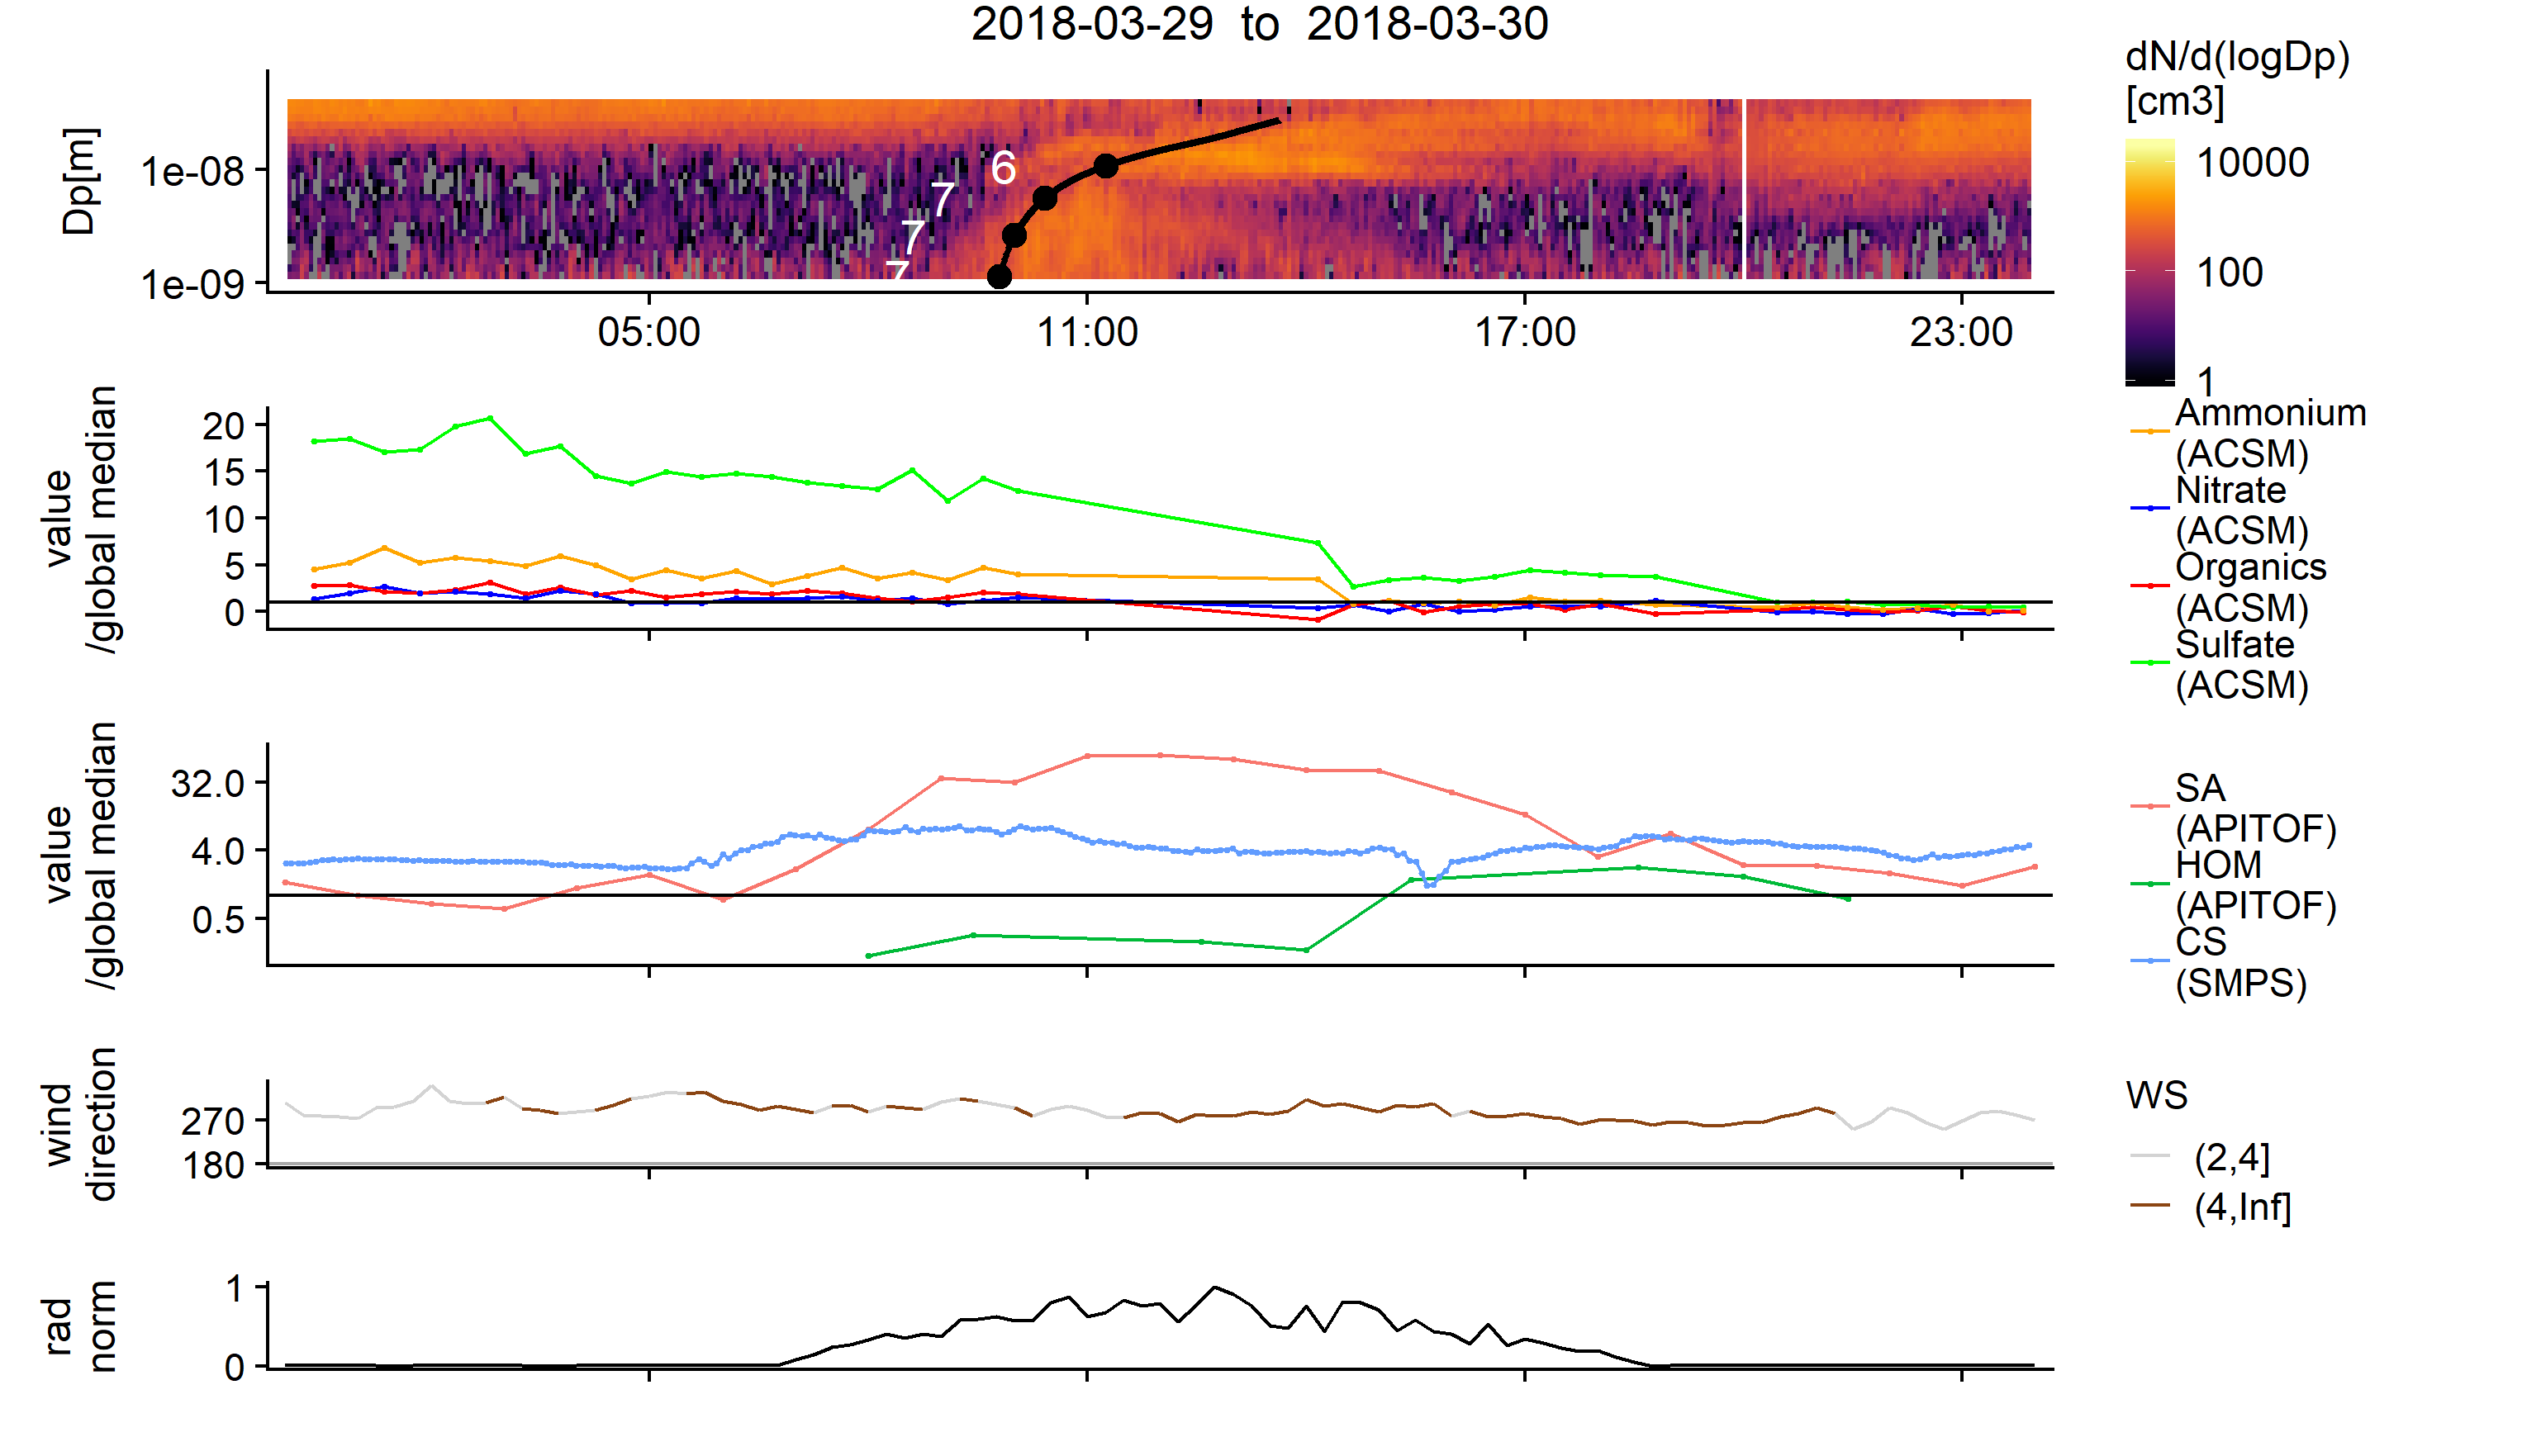 2018-03-29 to 2018-03-30
Dp[m]
1e-08
1e-09
6
7
7
7
05:00
11:00
17:00
23:00
dN/d(logDp)
[cm3]
10000
100
1
value
/global median
20
15
10
5
0
Ammonium
(ACSM)
Nitrate
(ACSM)
Organics
(ACSM)
Sulfate
(ACSM)
value
/global median
32.0
4.0
0.5
SA
(APITOF)
HOM
(APITOF)
CS
(SMPS)
wind
direction
270
180
WS
(2,4]
(4,Inf]
rad
norm
1
0